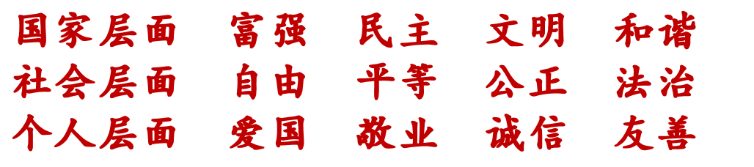 国家层面 富强 民主 文明 和谐
社会层面 自由 平等 公正 法治
个人层面 爱国 敬业 诚信 友善